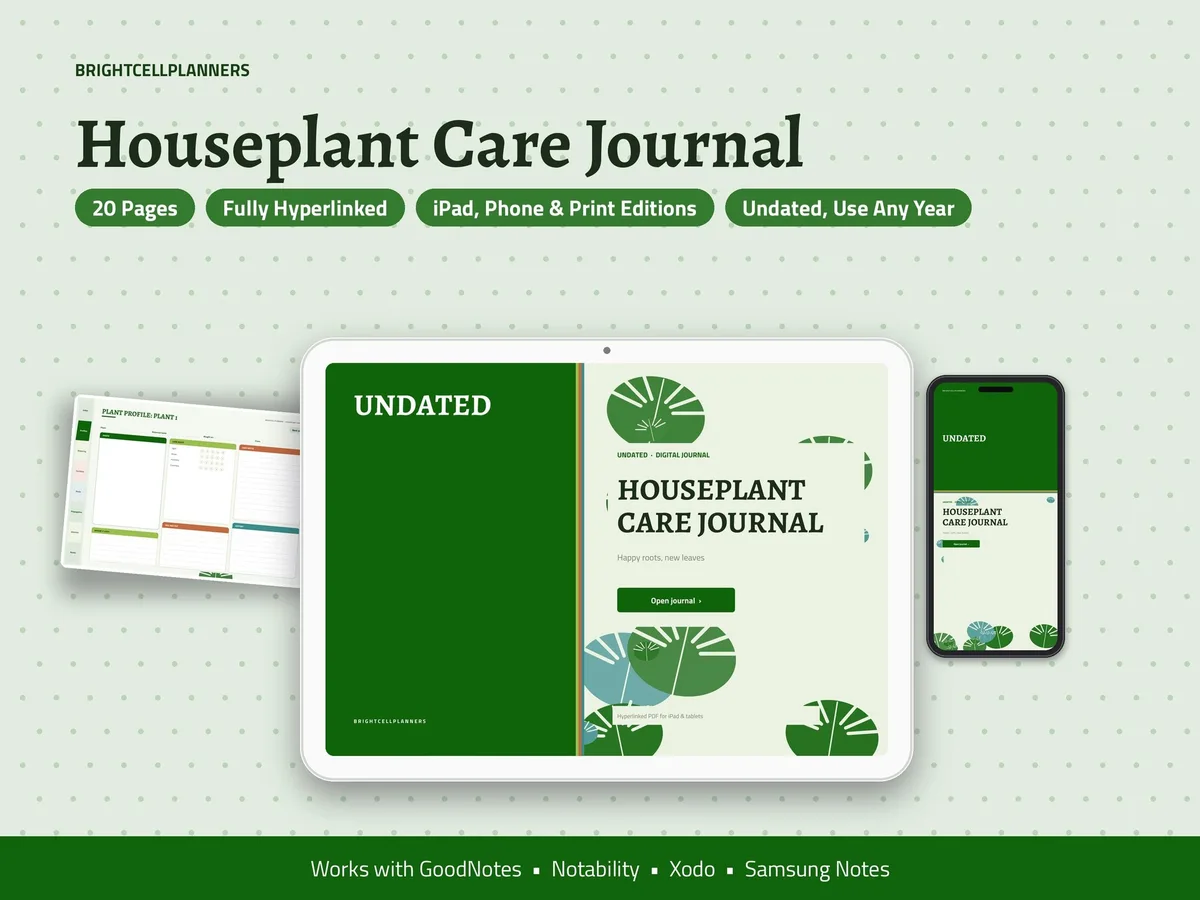 BRIGHTCELLPLANNERS
Houseplant Care Journal
20 Pages
Fully Hyperlinked
iPad, Phone & Print Editions
Undated, Use Any Year
PLANT PROFILE: PLANT 1
UNDATED
BRIGHTCELLPLANNERS
UNDATED · DIGITAL JOURNAL
HOUSEPLANT
CARE JOURNAL
Happy roots, new leaves
Open journal ›
Hyperlinked PDF for iPad & tablets
UNDATED
HOUSEPLANT
CARE JOURNAL
Works with GoodNotes ▪ Notability ▪ Xodo ▪ Samsung Notes